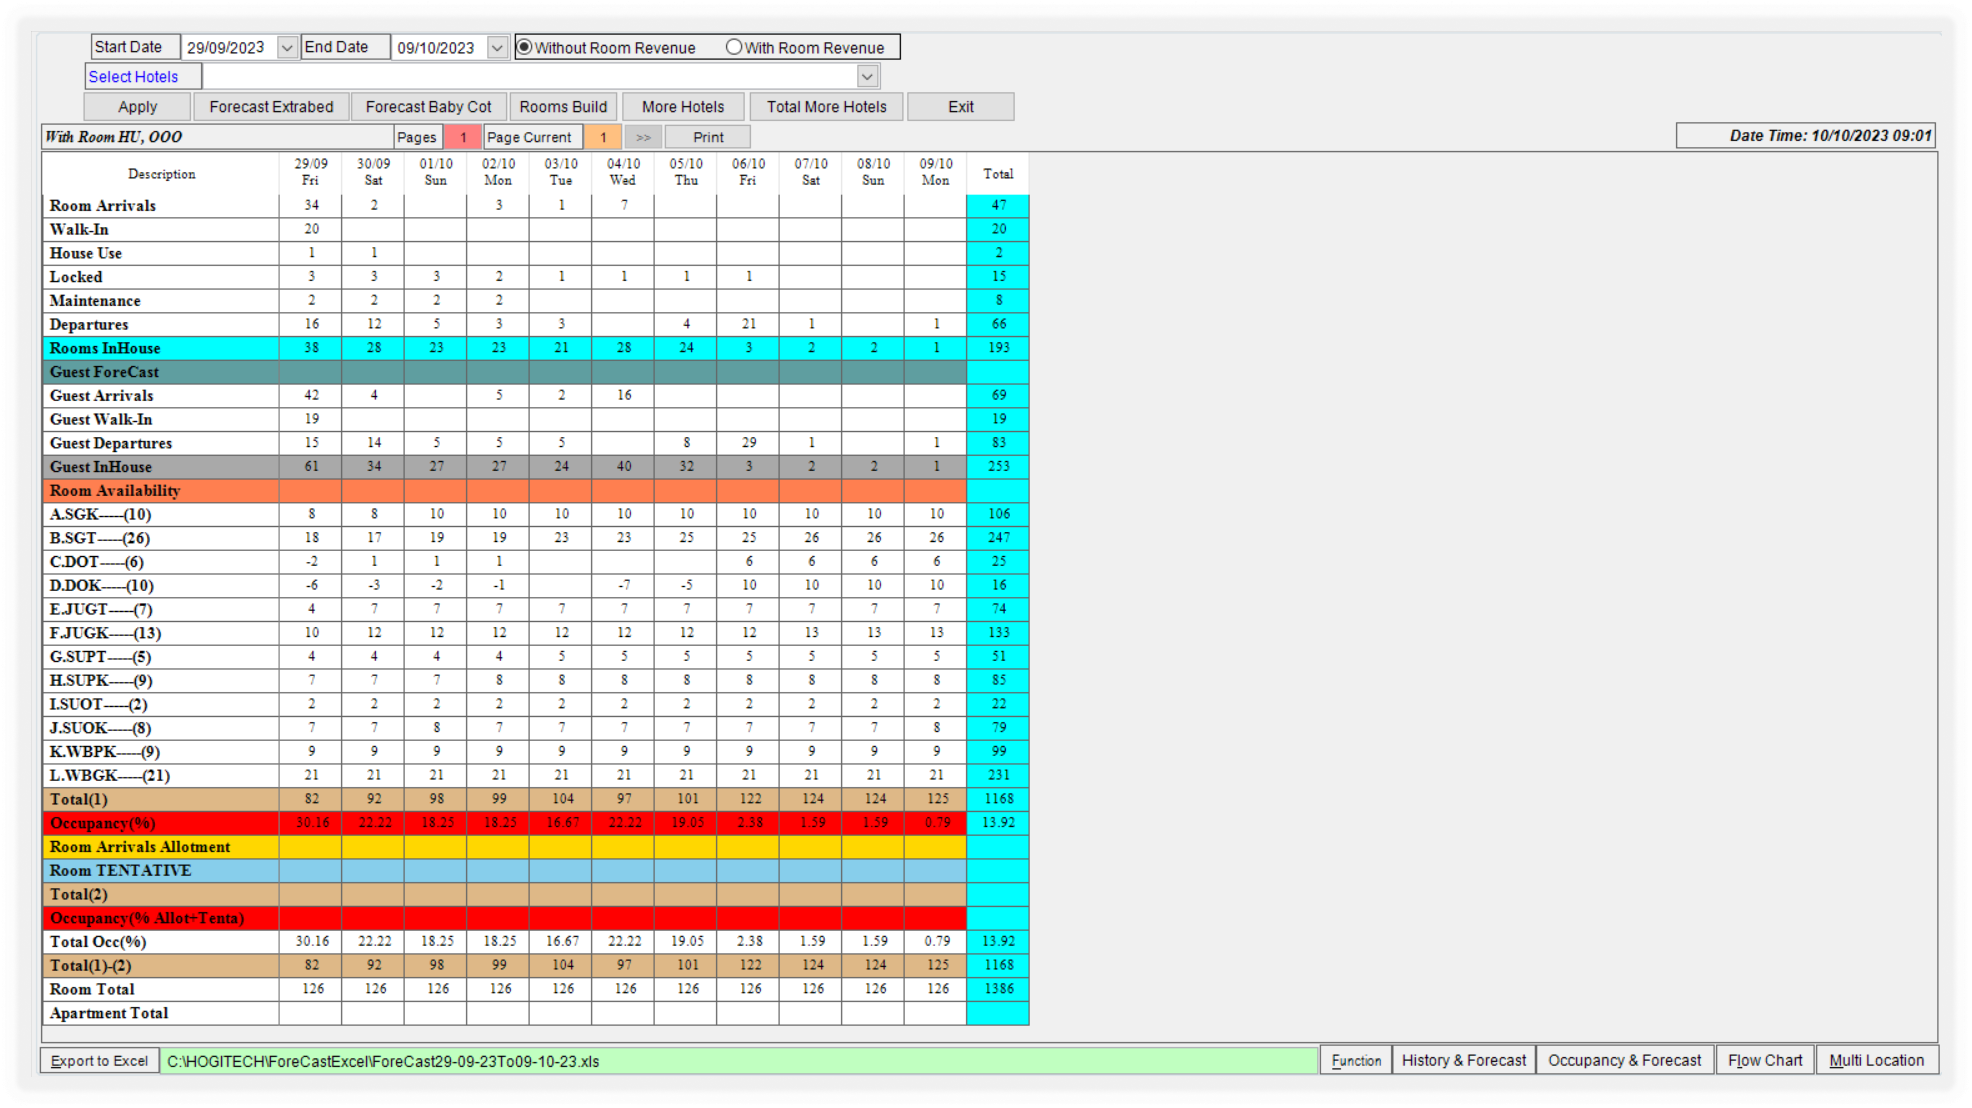 Start Date 29/09/2023 End Date 09/10/2023 Without Room Revenue With Room Revenue
Select Hotels
Apply Forecast Extrabed Forecast Baby Cot Rooms Build More Hotels Total More Hotels Exit
With Room HU, OOO Pages 1 Page Current 1 >> Print Date Time: 10/10/2023 09:01
Description 29/09 Fri 30/09 Sat 01/10 Sun 02/10 Mon 03/10 Tue 04/10 Wed 05/10 Thu 06/10 Fri 07/10 Sat 08/10 Sun 09/10 Mon Total
Room Arrivals 34 2 3 1 7 47
Walk-In 20 20
House Use 1 1 2
Locked 3 3 3 2 1 1 1 1 15
Maintenance 2 2 2 2 8
Departures 16 12 5 3 3 4 21 1 1 66
Rooms InHouse 38 28 23 23 21 28 24 3 2 2 1 193
Guest ForeCast
Guest Arrivals 42 4 5 2 16 69
Guest Walk-In 19 19
Guest Departures 15 14 5 5 5 8 29 1 1 83
Guest InHouse 61 34 27 27 24 40 32 3 2 2 1 253
Room Availability
A.SGK-----(10) 8 8 10 10 10 10 10 10 10 10 10 106
B.SGT-----(26) 18 17 19 19 23 23 25 25 26 26 26 247
C.DOT-----(6) -2 1 1 1 6 6 6 6 25
D.DOK-----(10) -6 -3 -2 -1 -7 -5 10 10 10 10 16
E.JUGT-----(7) 4 7 7 7 7 7 7 7 7 7 7 74
F.JUGK-----(13) 10 12 12 12 12 12 12 12 13 13 13 133
G.SUPT-----(5) 4 4 4 4 5 5 5 5 5 5 5 51
H.SUPK-----(9) 7 7 7 8 8 8 8 8 8 8 8 85
I.SUOT-----(2) 2 2 2 2 2 2 2 2 2 2 2 22
J.SUOK-----(8) 7 7 8 7 7 7 7 7 7 7 8 79
K.WBPK-----(9) 9 9 9 9 9 9 9 9 9 9 9 99
L.WBGK-----(21) 21 21 21 21 21 21 21 21 21 21 21 231
Total(1) 82 92 98 99 104 97 101 122 124 124 125 1168
Occupancy(%) 30.16 22.22 18.25 18.25 16.67 22.22 19.05 2.38 1.59 1.59 0.79 13.92
Room Arrivals Allotment
Room TENTATIVE
Total(2)
Occupancy(% Allot+Tenta)
Total Occ(%) 30.16 22.22 18.25 18.25 16.67 22.22 19.05 2.38 1.59 1.59 0.79 13.92
Total(1)-(2) 82 92 98 99 104 97 101 122 124 124 125 1168
Room Total 126 126 126 126 126 126 126 126 126 126 126 1386
Apartment Total
Export to Excel C:\HOGITECH\ForeCastExcel\ForeCast29-09-23To09-10-23.xls Function History & Forecast Occupancy & Forecast Flow Chart Multi Location